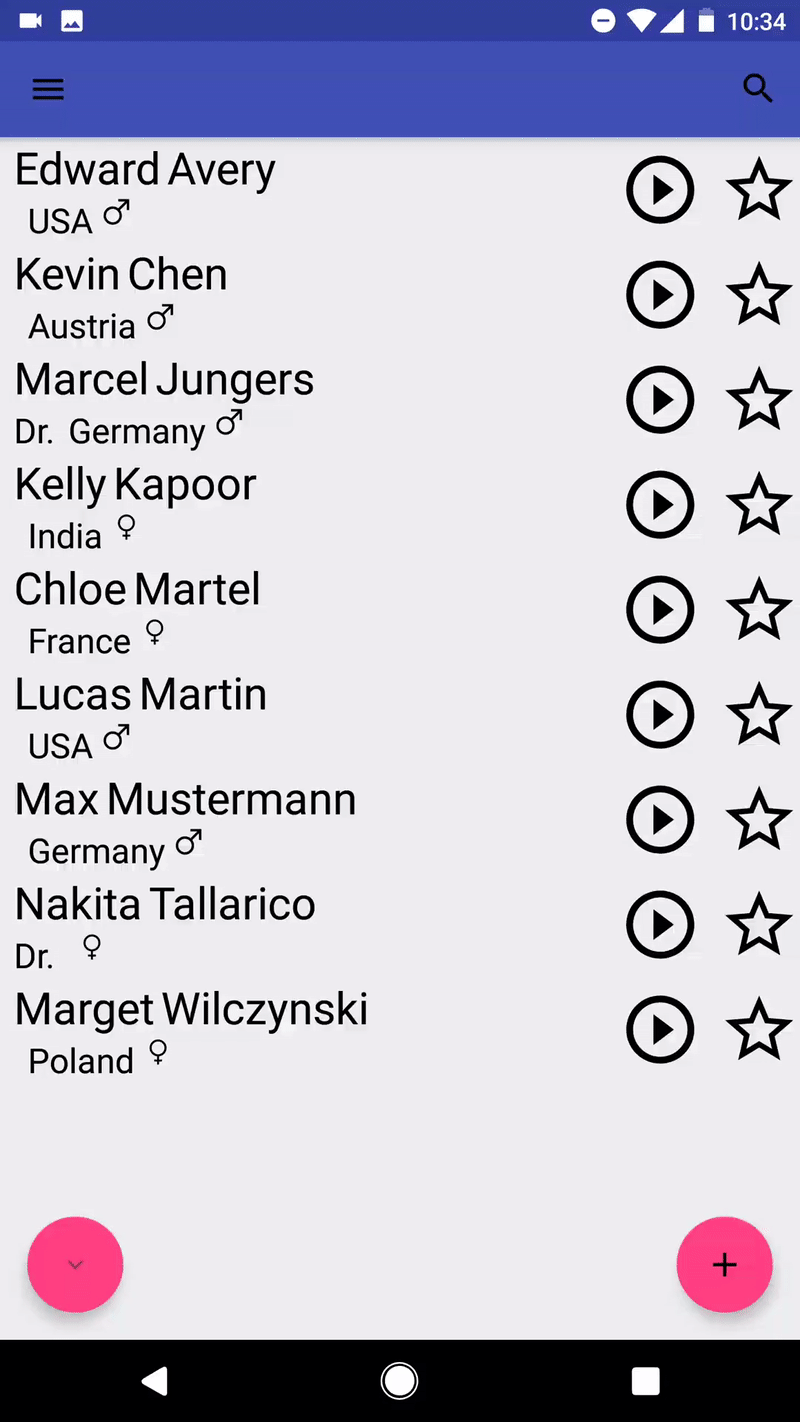 10:34
Edward Avery
USA ♂
Kevin Chen
Austria ♂
Marcel Jungers
Dr. Germany ♂
Kelly Kapoor
India ♀
Chloe Martel
France ♀
Lucas Martin
USA ♂
Max Mustermann
Germany ♂
Nakita Tallarico
Dr. ♀
Marget Wilczynski
Poland ♀